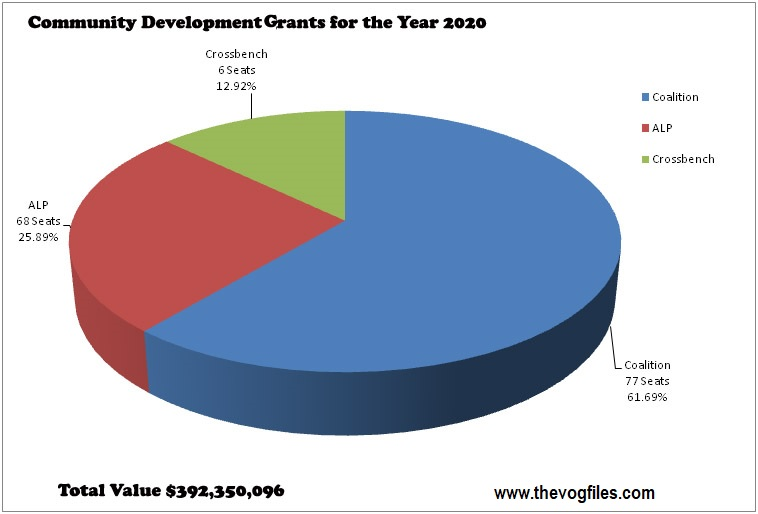 Community Development Grants for the Year 2020
Crossbench
6 Seats
12.92%
Coalition
ALP
Crossbench
ALP
68 Seats
25.89%
Coalition
77 Seats
61.69%
Total Value $392,350,096
www.thevogfiles.com